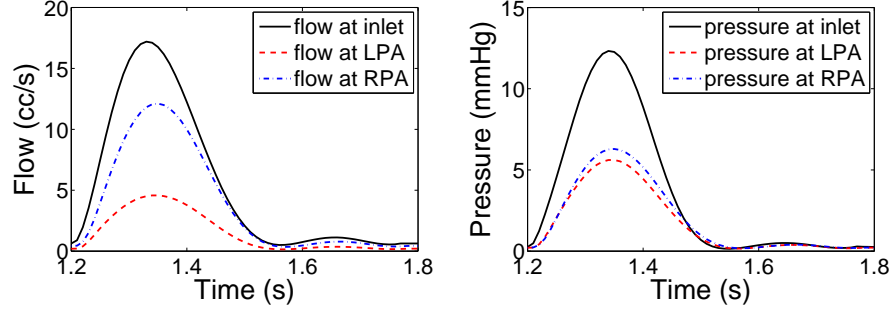 20
15
10
5
0
1.2
1.4
1.6
1.8
Flow (cc/s)
Time (s)
flow at inlet
flow at LPA
flow at RPA
15
10
5
0
1.2
1.4
1.6
1.8
Pressure (mmHg)
Time (s)
pressure at inlet
pressure at LPA
pressure at RPA